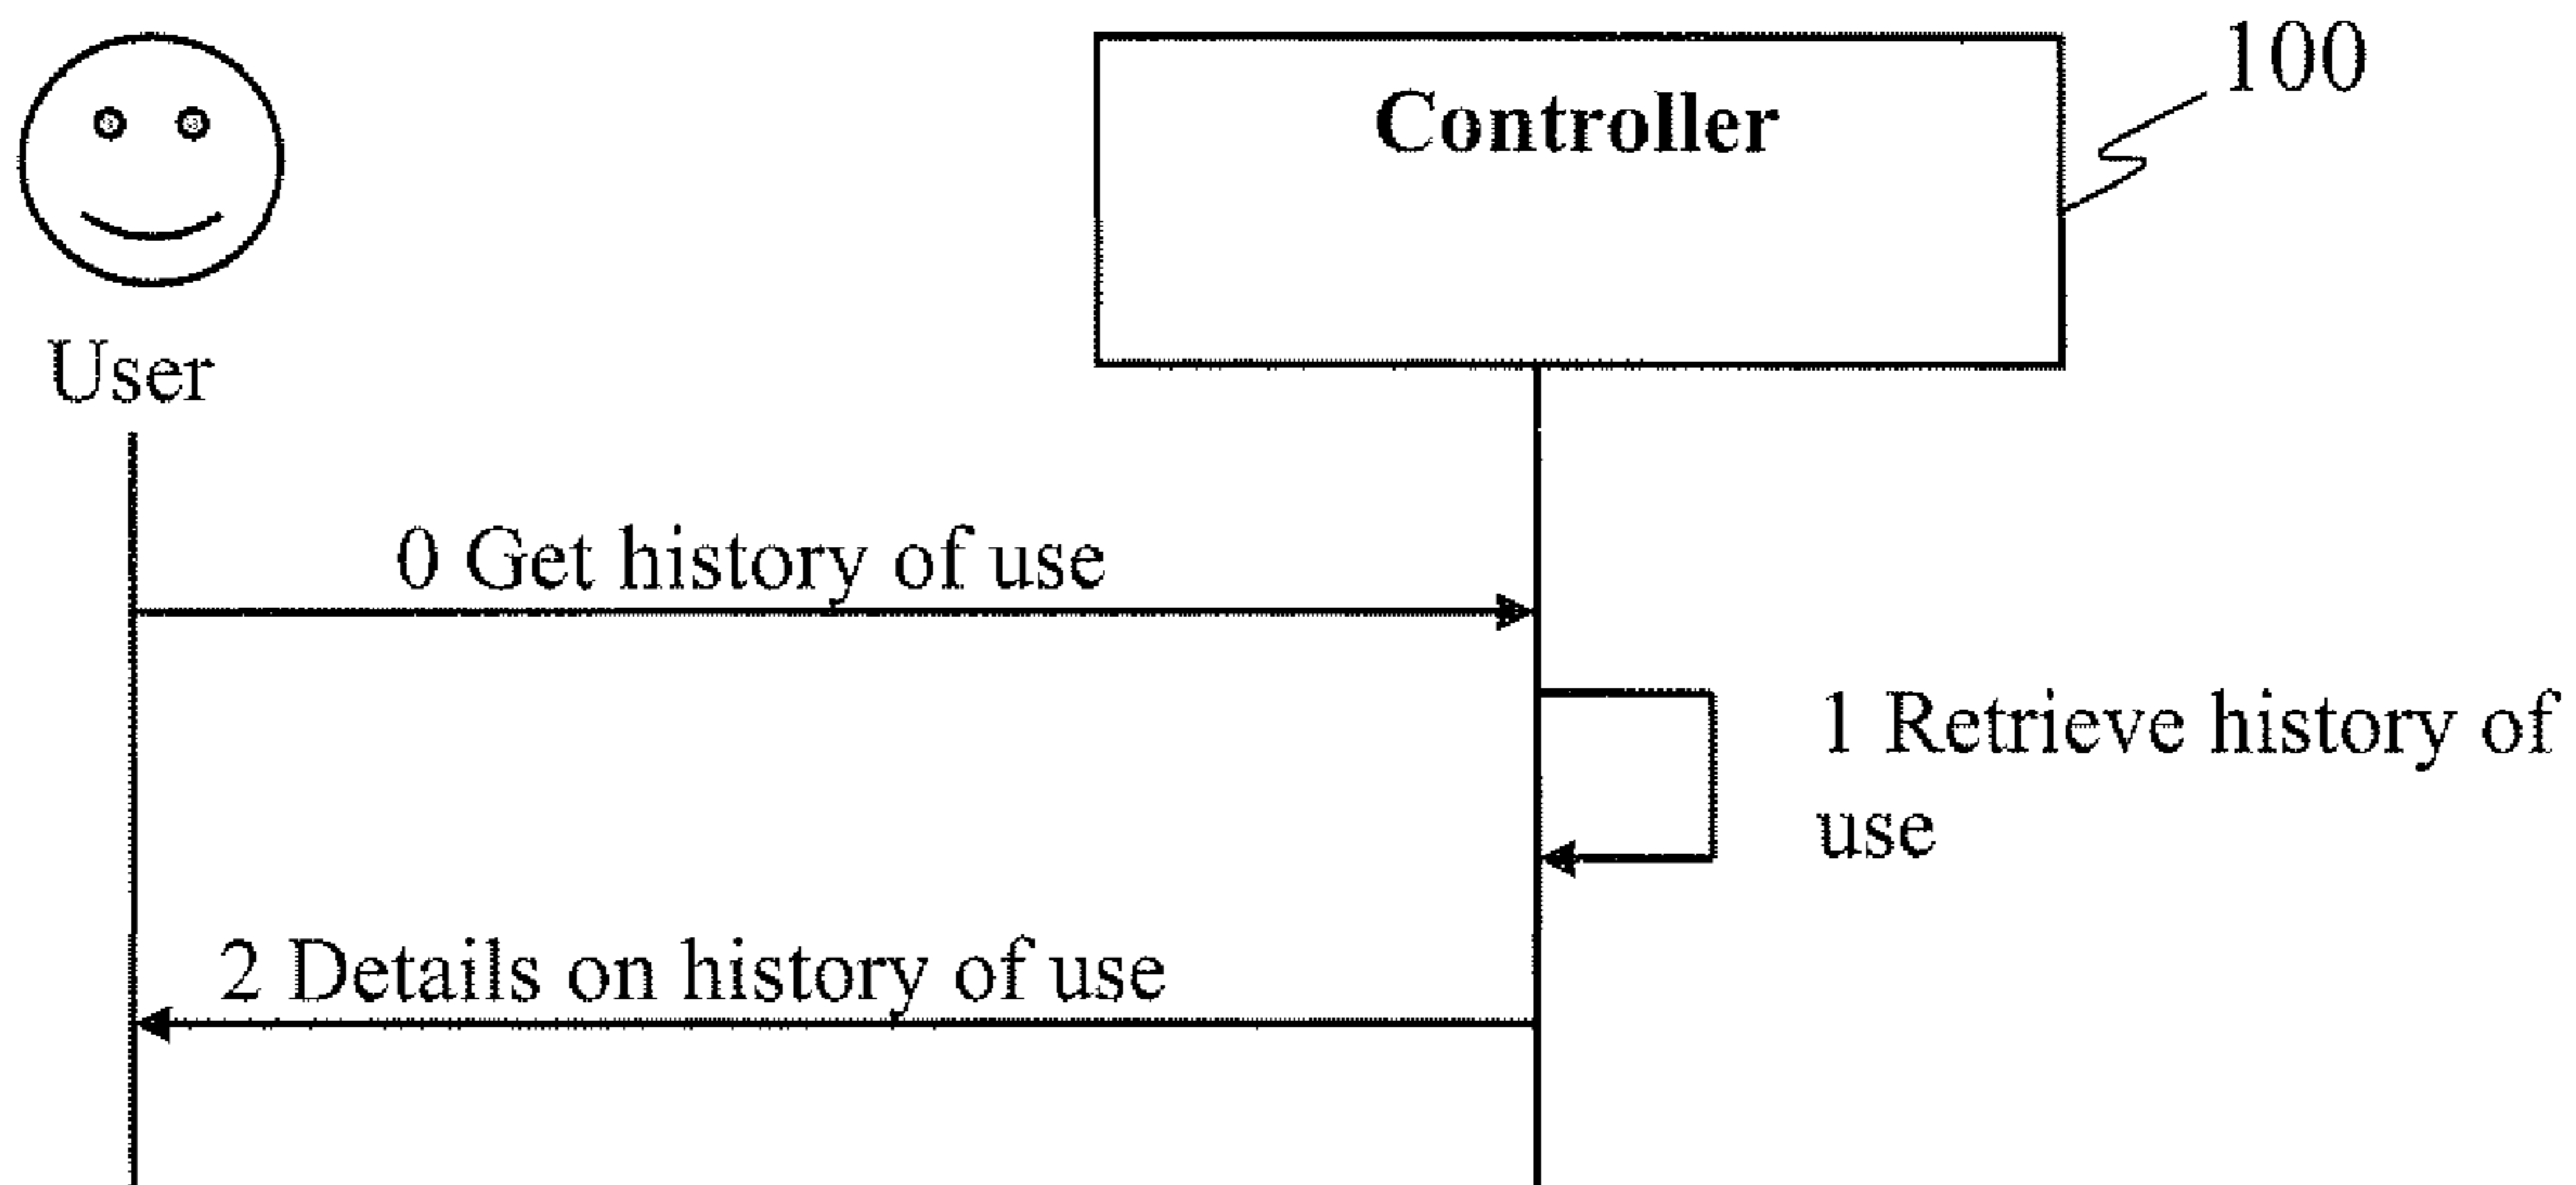 Controller
100
User
0 Get history of use
1 Retrieve history of
use
2 Details on history of use